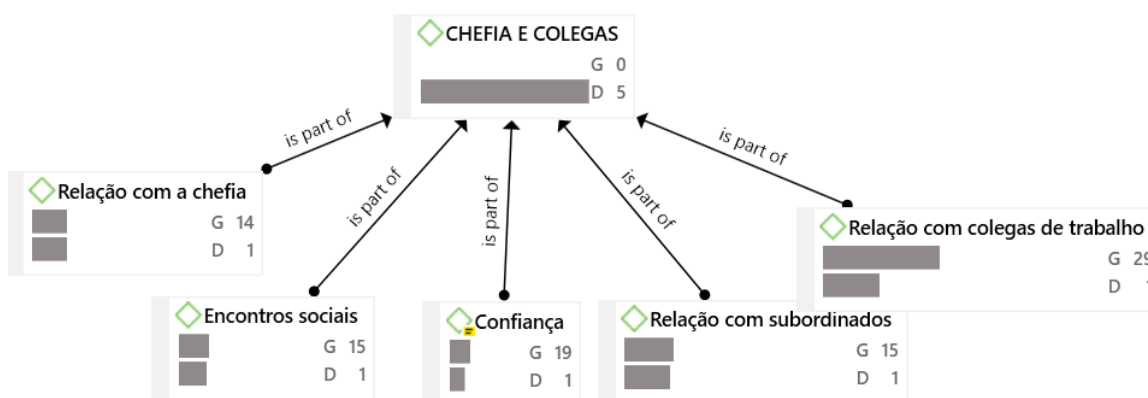 CHEFIA E COLEGAS
G 0
D 5
is part of
is part of
is part of
is part of
is part of
Relação com a chefia
G 14
D 1
Relação com colegas de trabalho
G 29
D
Encontros sociais
G 15
D 1
Confiança
G 19
D 1
Relação com subordinados
G 15
D 1